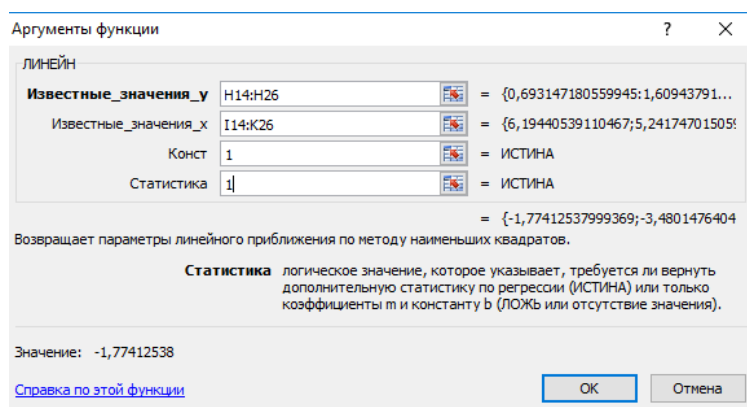 Аргументы функции ? ×
ЛИНЕЙН
Известные_значения_y H14:H26 = {0,693147180559945:1,60943791...
Известные_значения_x I14:K26 = {6,19440539110467;5,241747015059
Конст 1 = ИСТИНА
Статистика 1 = ИСТИНА
= {-1,77412537999369;-3,4801476404
Возвращает параметры линейного приближения по методу наименьших квадратов.
Статистика логическое значение, которое указывает, требуется ли вернуть
дополнительную статистику по регрессии (ИСТИНА) или только
коэффициенты m и константу b (ЛОЖЬ или отсутствие значения).
Значение: -1,77412538
Справка по этой функции OK Отмена